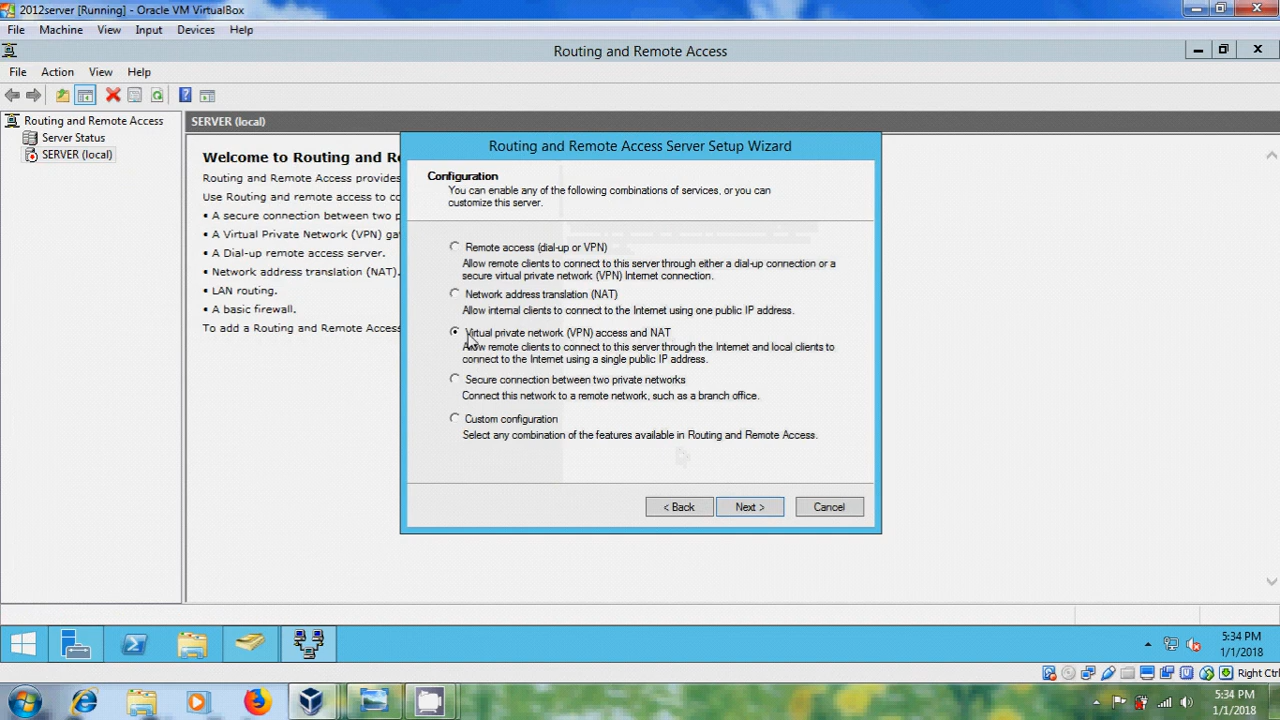 2012server [Running] - Oracle VM VirtualBox
File Machine View Input Devices Help
Routing and Remote Access
File Action View Help
Routing and Remote Access
Server Status
SERVER (local)
SERVER (local)
Welcome to Routing and R
Routing and Remote Access provides
Use Routing and remote access to co
• A secure connection between two p
• A Virtual Private Network (VPN) gat
• A Dial-up remote access server.
• Network address translation (NAT).
• LAN routing.
• A basic firewall.
To add a Routing and Remote Access
Routing and Remote Access Server Setup Wizard
Configuration
You can enable any of the following combinations of services, or you can
customize this server.
Remote access (dial-up or VPN)
Allow remote clients to connect to this server through either a dial-up connection or a
secure virtual private network (VPN) Internet connection.
Network address translation (NAT)
Allow internal clients to connect to the Internet using one public IP address.
Virtual private network (VPN) access and NAT
Allow remote clients to connect to this server through the Internet and local clients to
connect to the Internet using a single public IP address.
Secure connection between two private networks
Connect this network to a remote network, such as a branch office.
Custom configuration
Select any combination of the features available in Routing and Remote Access.
< Back Next > Cancel
5:34 PM
1/1/2018
Right Ctrl
5:34 PM
1/1/2018